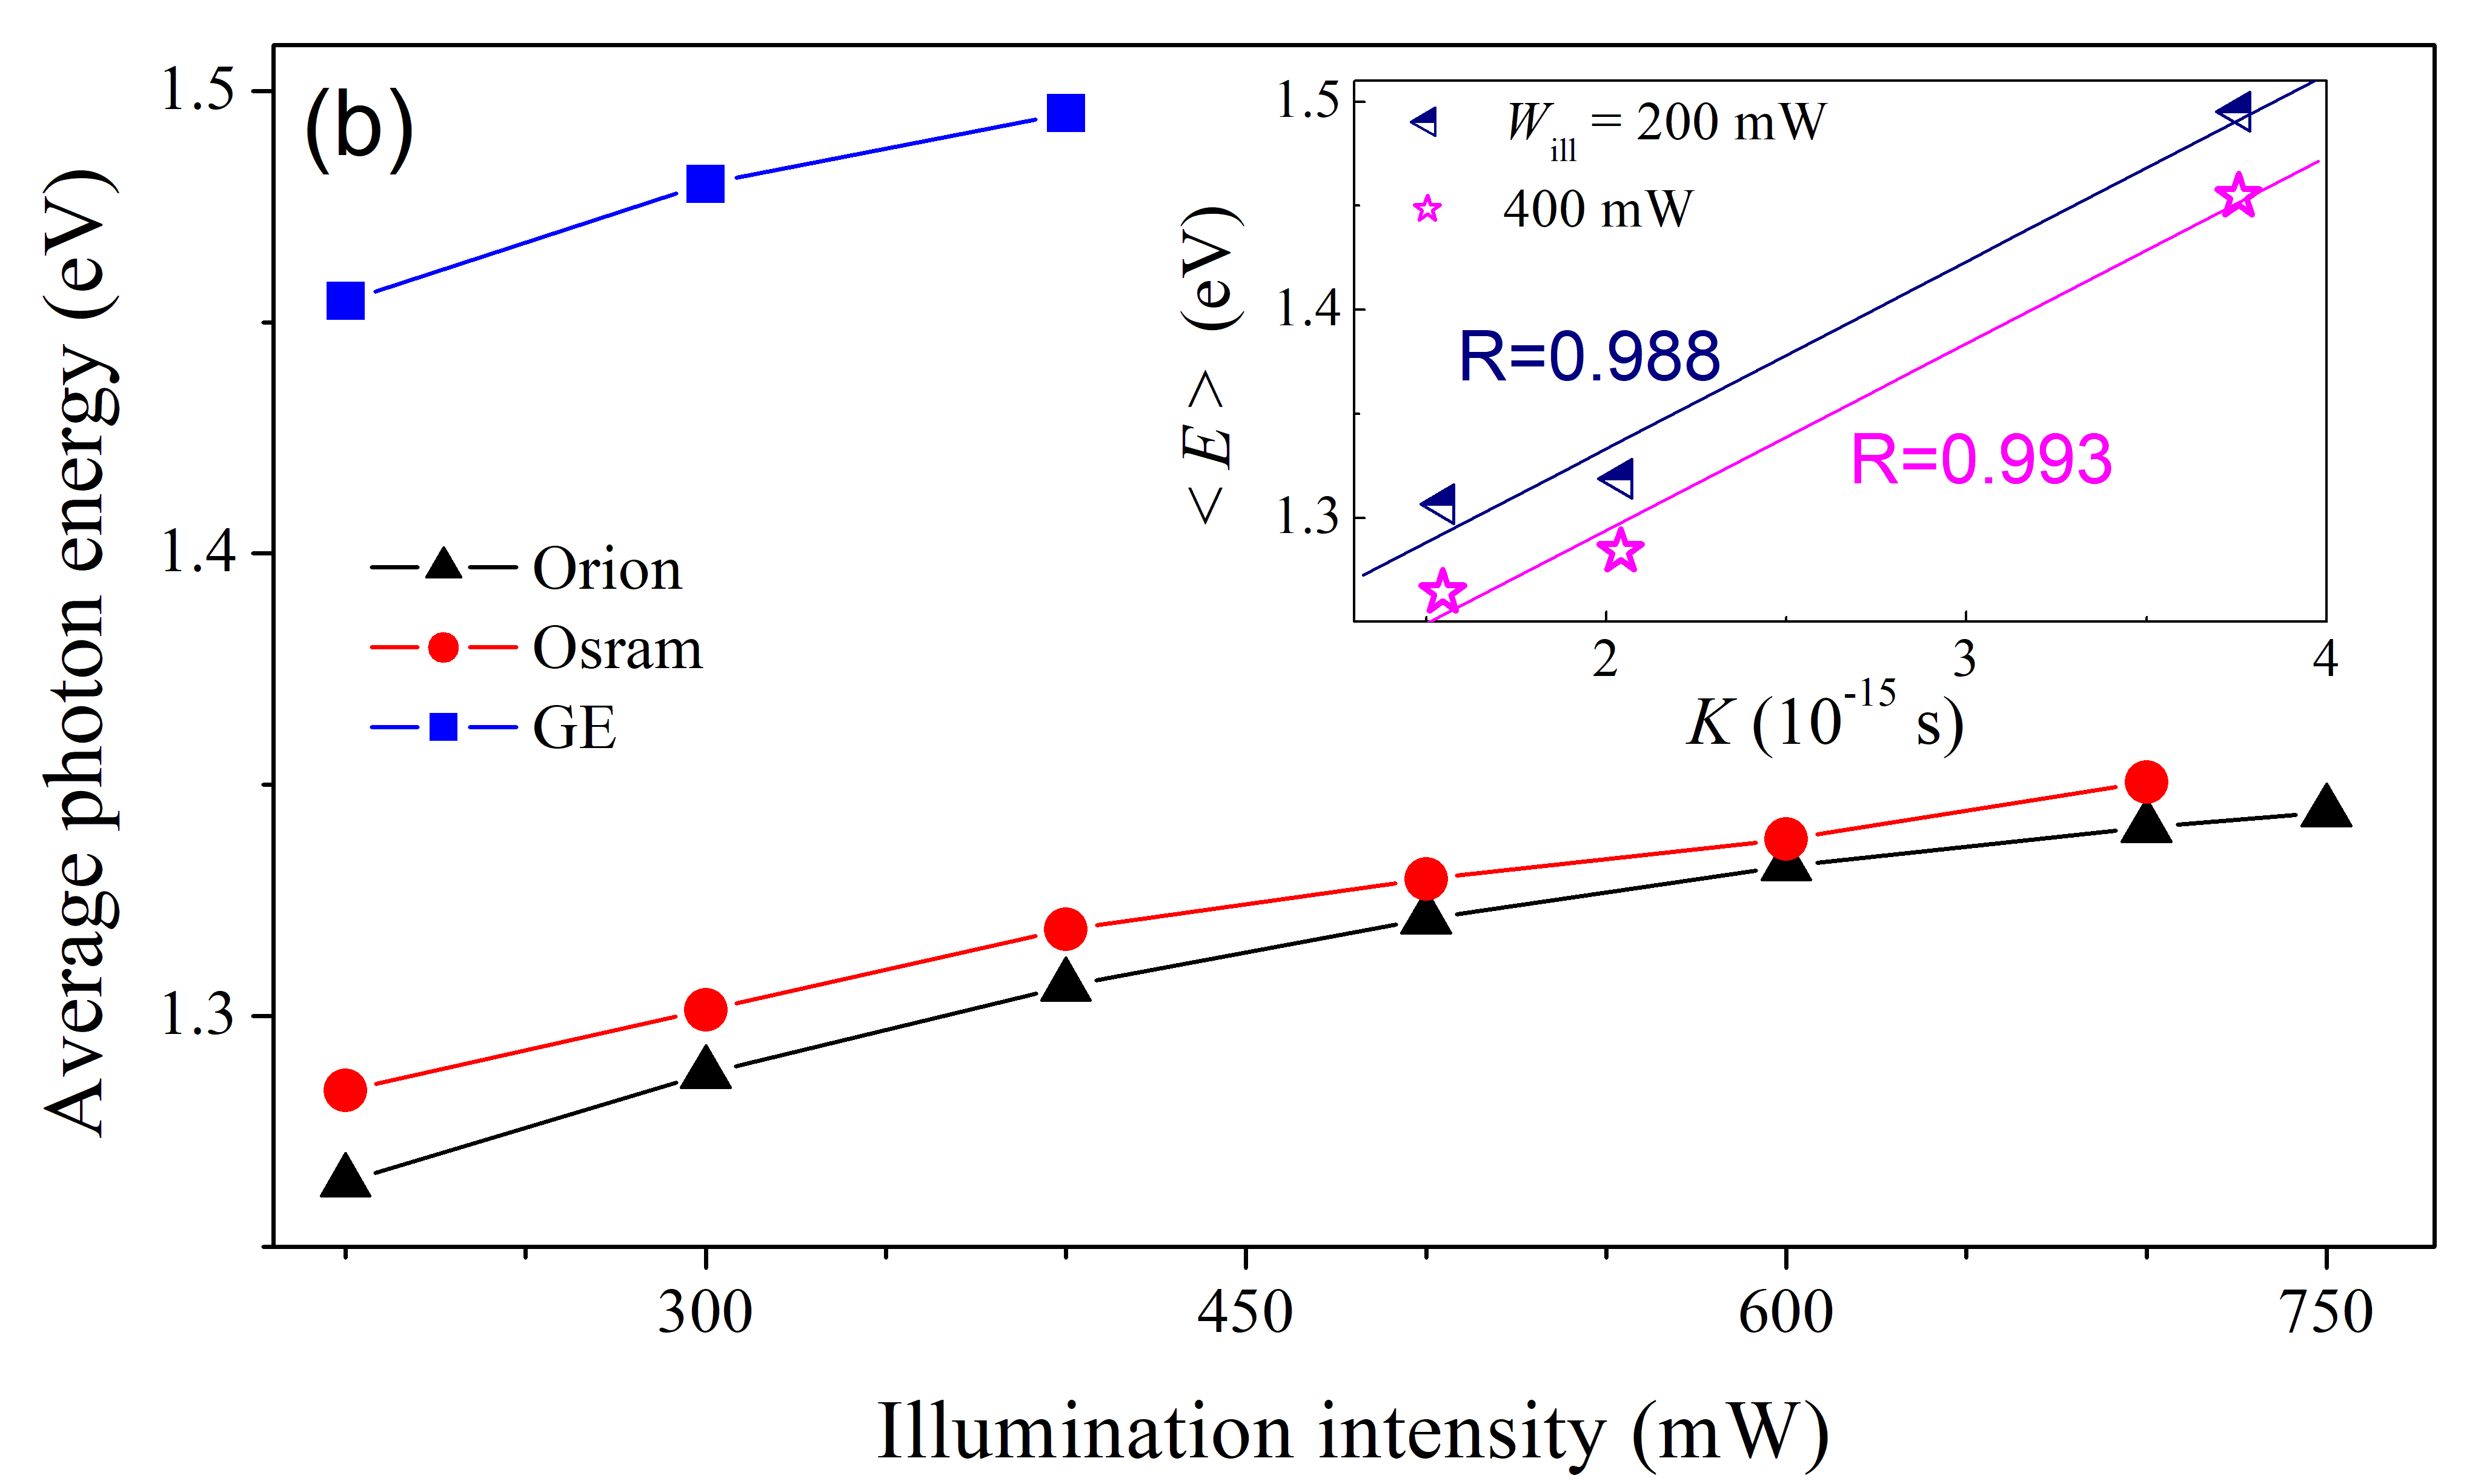 (b)
Average photon energy (eV)
1.5
1.4
1.3
Orion
Osram
GE
300
450
600
750
Illumination intensity (mW)
W_ill = 200 mW
400 mW
< E > (eV)
1.5
1.4
1.3
R=0.988
R=0.993
2
3
4
K (10^-15 s)